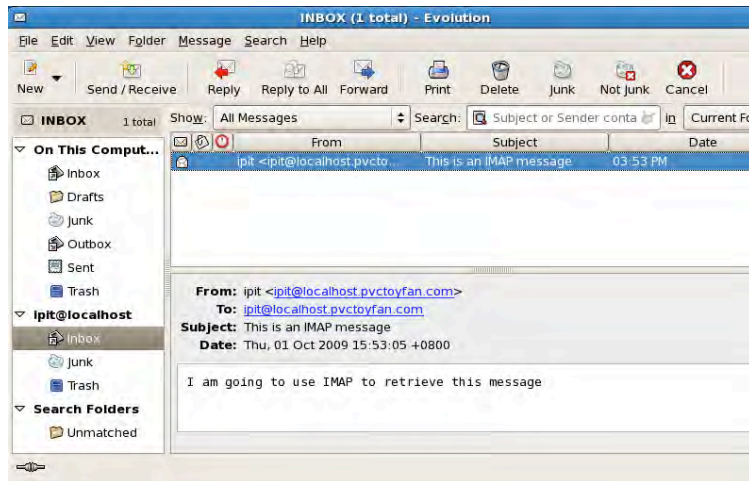 INBOX (1 total) - Evolution
File Edit View Folder Message Search Help
New Send / Receive Reply Reply to All Forward Print Delete Junk Not Junk Cancel
INBOX 1 total Show: All Messages Search: Subject or Sender conta in Current Fo
From Subject Date
ipit <ipit@localhost.pvcto... This is an IMAP message 03:53 PM
On This Comput...
Inbox
Drafts
Junk
Outbox
Sent
Trash
ipit@localhost
Inbox
Junk
Trash
Search Folders
Unmatched
From: ipit <ipit@localhost.pvctoyfan.com>
To: ipit@localhost.pvctoyfan.com
Subject: This is an IMAP message
Date: Thu, 01 Oct 2009 15:53:05 +0800
I am going to use IMAP to retrieve this message